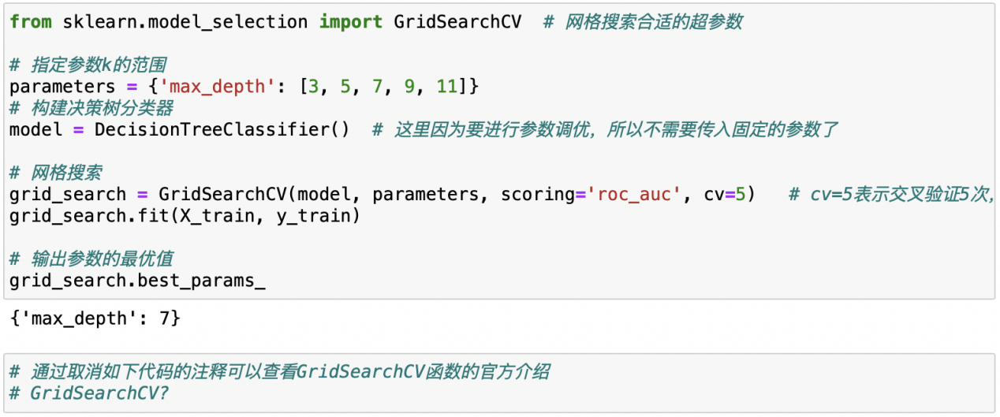 from sklearn.model_selection import GridSearchCV  # 网格搜索合适的超参数
# 指定参数k的范围
parameters = {'max_depth': [3, 5, 7, 9, 11]}
# 构建决策树分类器
model = DecisionTreeClassifier()  # 这里因为要进行参数调优，所以不需要传入固定的参数了
# 网格搜索
grid_search = GridSearchCV(model, parameters, scoring='roc_auc', cv=5)   # cv=5表示交叉验证5次，
grid_search.fit(X_train, y_train)
# 输出参数的最优值
grid_search.best_params_
{'max_depth': 7}
# 通过取消如下代码的注释可以查看GridSearchCV函数的官方介绍
# GridSearchCV?